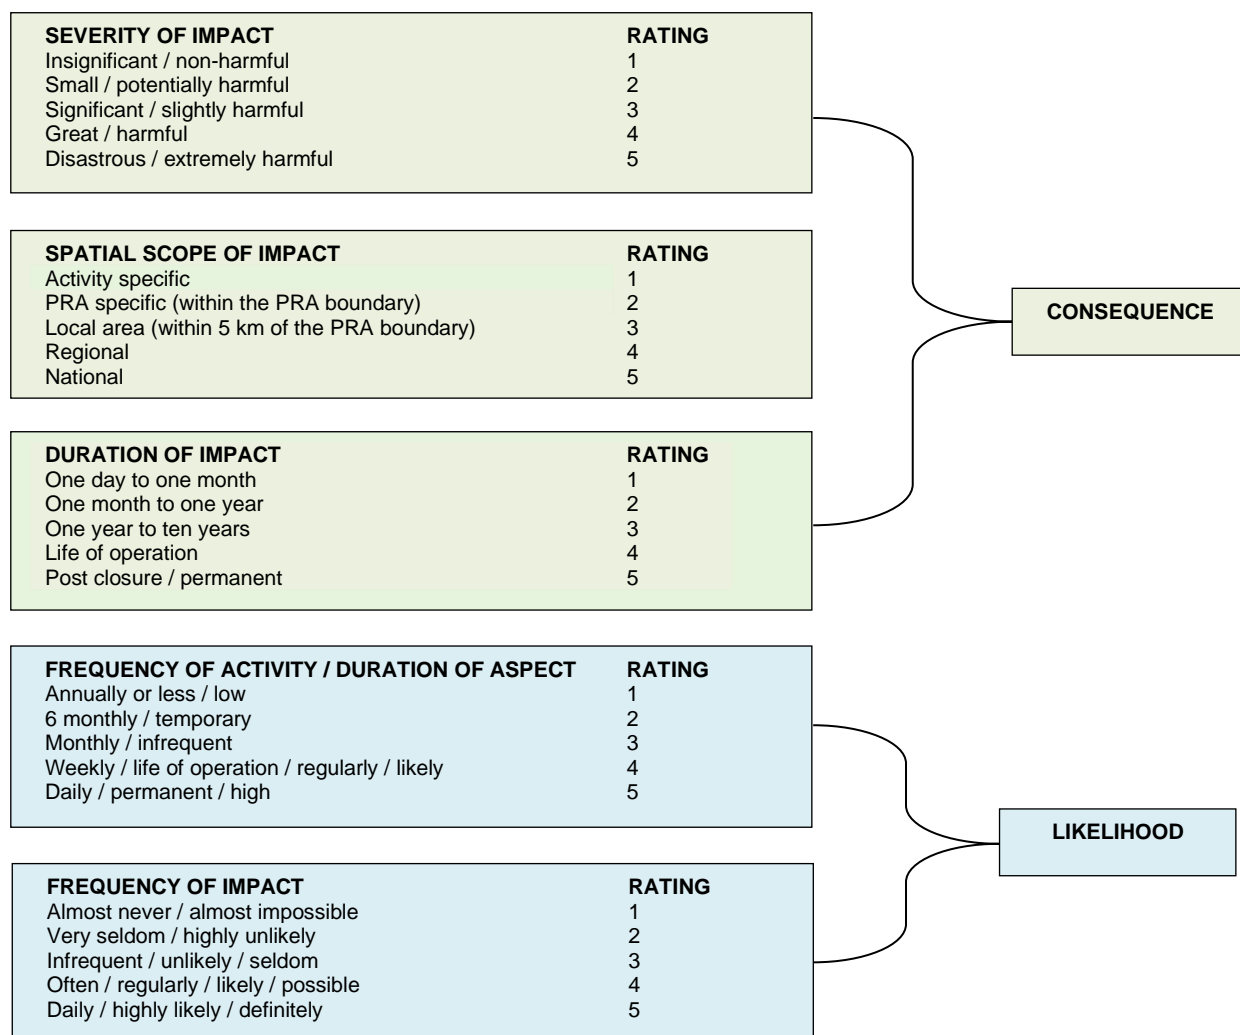 SEVERITY OF IMPACT RATING
Insignificant / non-harmful 1
Small / potentially harmful 2
Significant / slightly harmful 3
Great / harmful 4
Disastrous / extremely harmful 5
SPATIAL SCOPE OF IMPACT RATING
Activity specific 1
PRA specific (within the PRA boundary) 2
Local area (within 5 km of the PRA boundary) 3
Regional 4
National 5
CONSEQUENCE
DURATION OF IMPACT RATING
One day to one month 1
One month to one year 2
One year to ten years 3
Life of operation 4
Post closure / permanent 5
FREQUENCY OF ACTIVITY / DURATION OF ASPECT RATING
Annually or less / low 1
6 monthly / temporary 2
Monthly / infrequent 3
Weekly / life of operation / regularly / likely 4
Daily / permanent / high 5
LIKELIHOOD
FREQUENCY OF IMPACT RATING
Almost never / almost impossible 1
Very seldom / highly unlikely 2
Infrequent / unlikely / seldom 3
Often / regularly / likely / possible 4
Daily / highly likely / definitely 5